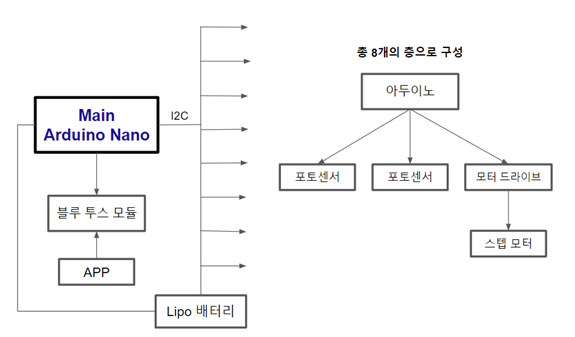 총 8개의 층으로 구성
Main
Arduino Nano
I2C
아두이노
블루 투스 모듈
포토센서
포토센서
모터 드라이브
APP
스텝 모터
Lipo 배터리